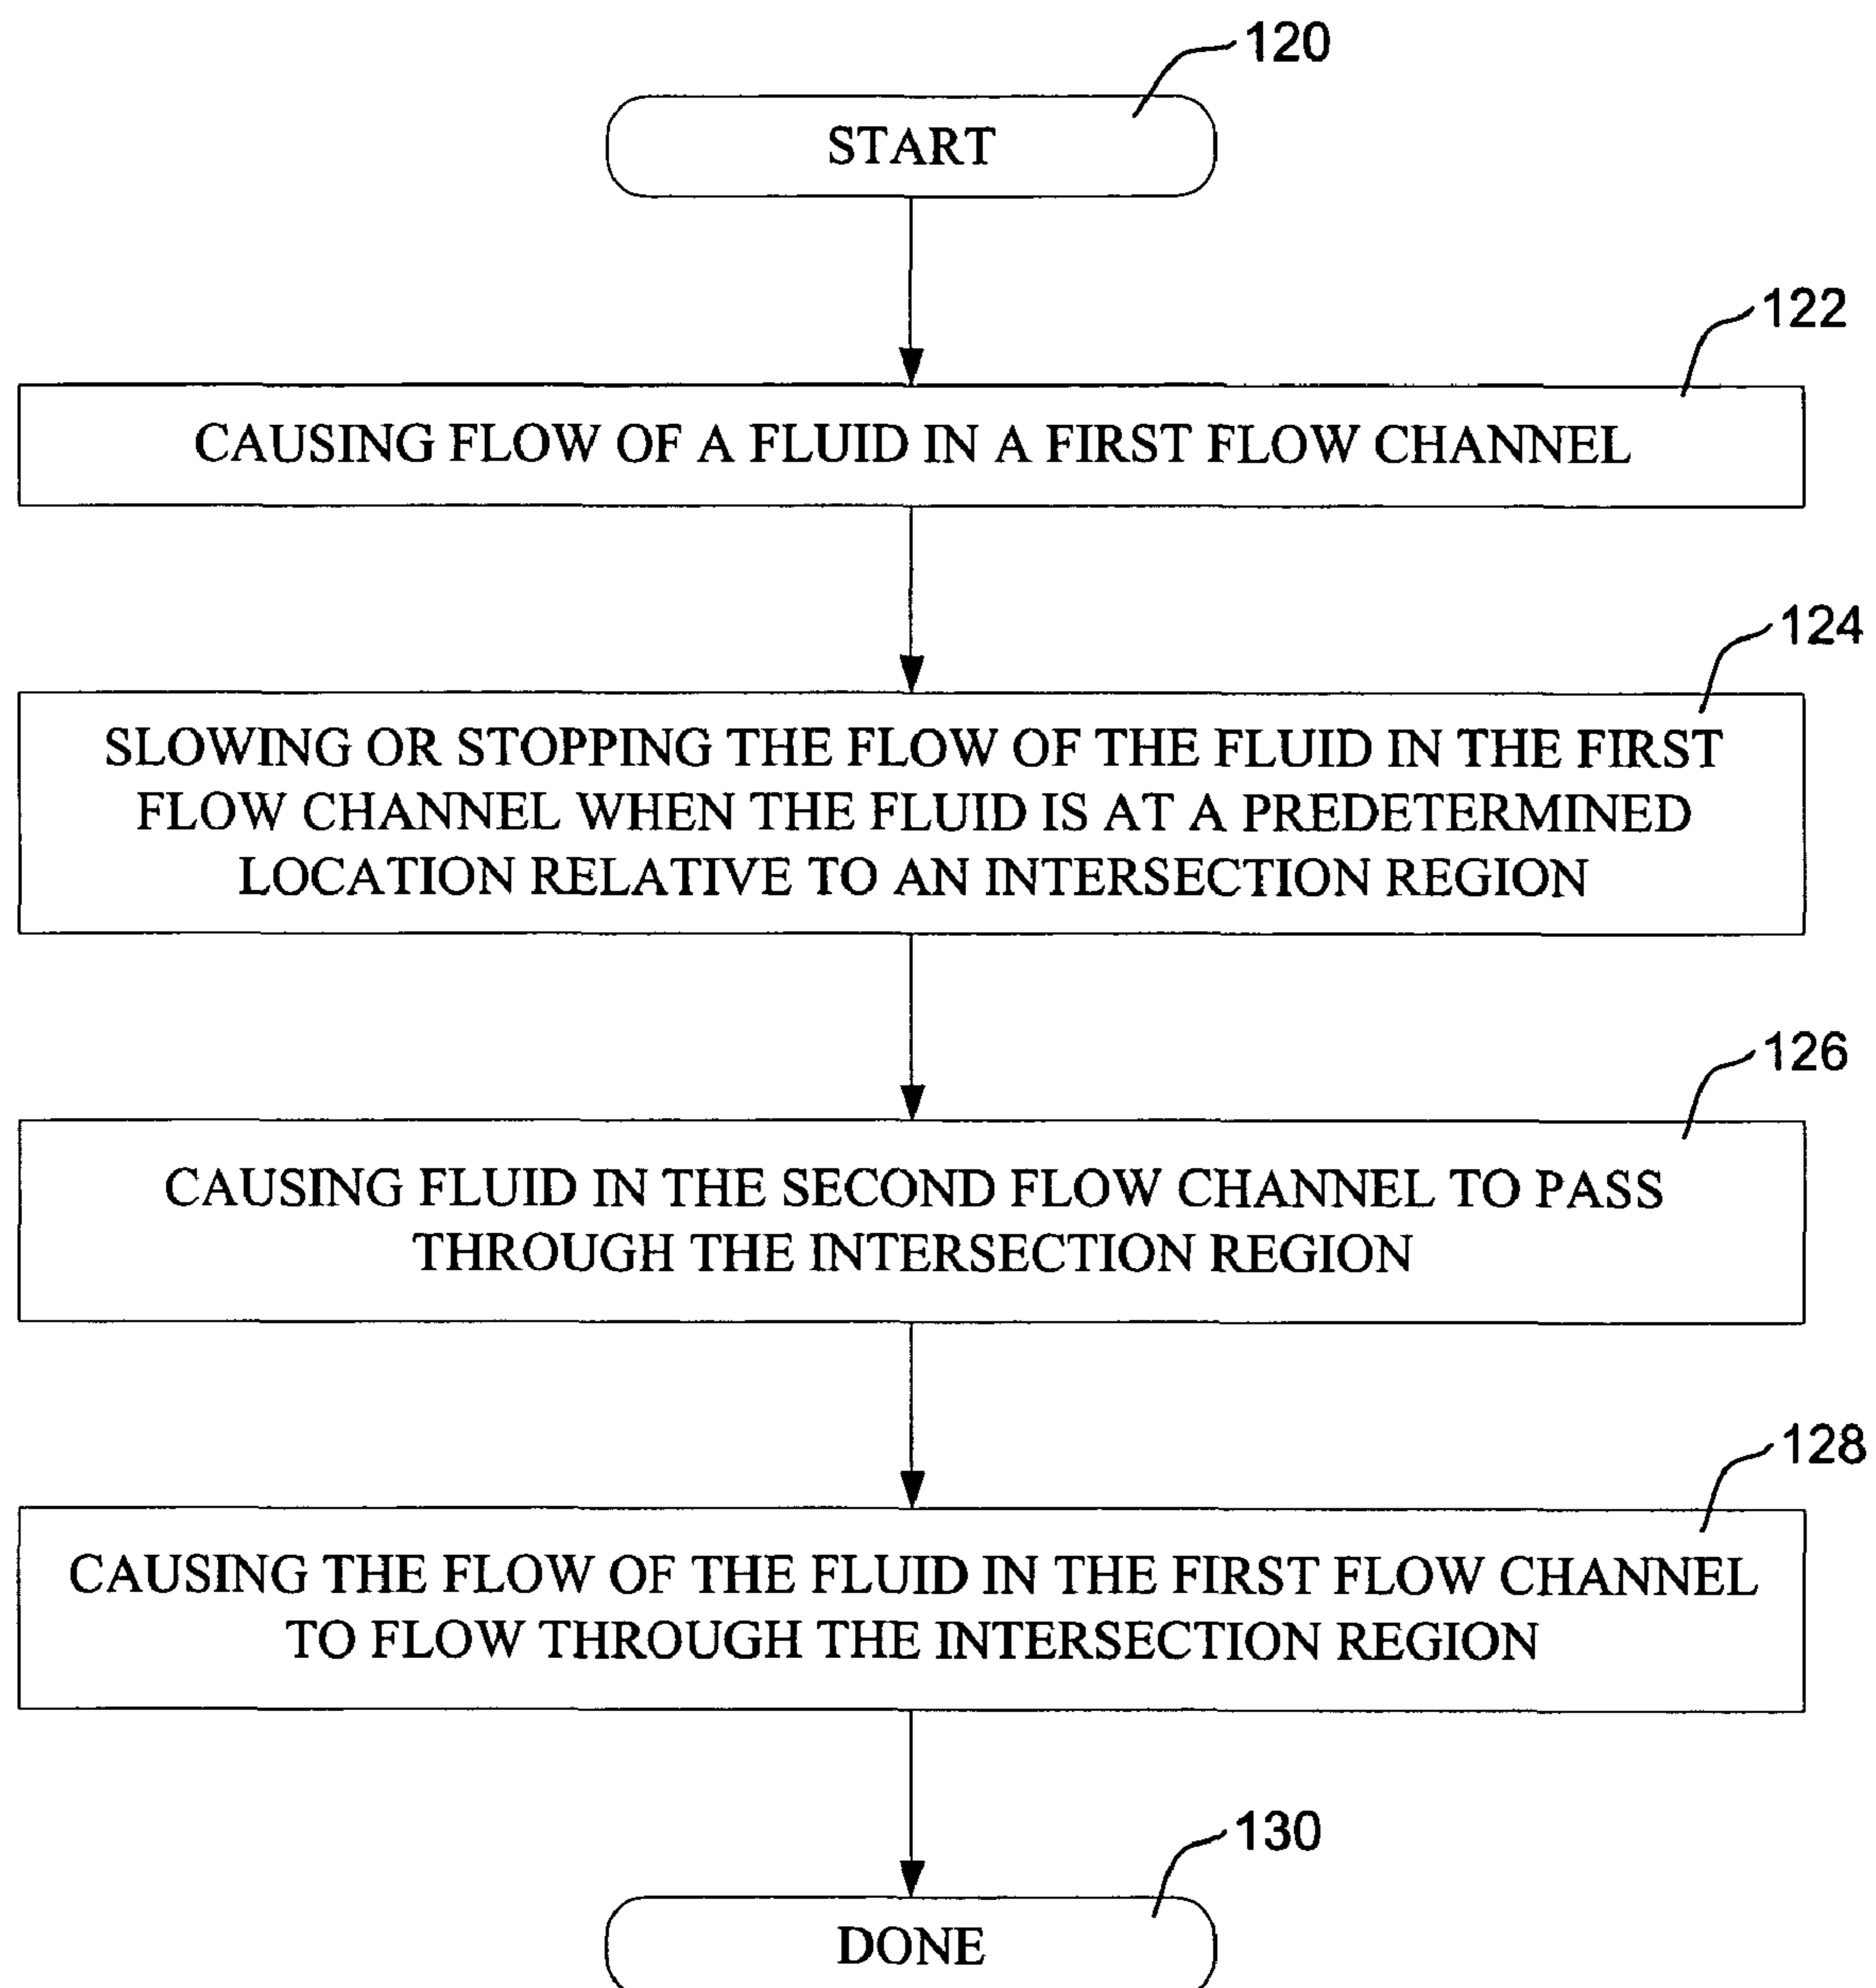 120
START
122
CAUSING FLOW OF A FLUID IN A FIRST FLOW CHANNEL
124
SLOWING OR STOPPING THE FLOW OF THE FLUID IN THE FIRST
FLOW CHANNEL WHEN THE FLUID IS AT A PREDETERMINED
LOCATION RELATIVE TO AN INTERSECTION REGION
126
CAUSING FLUID IN THE SECOND FLOW CHANNEL TO PASS
THROUGH THE INTERSECTION REGION
128
CAUSING THE FLOW OF THE FLUID IN THE FIRST FLOW CHANNEL
TO FLOW THROUGH THE INTERSECTION REGION
130
DONE